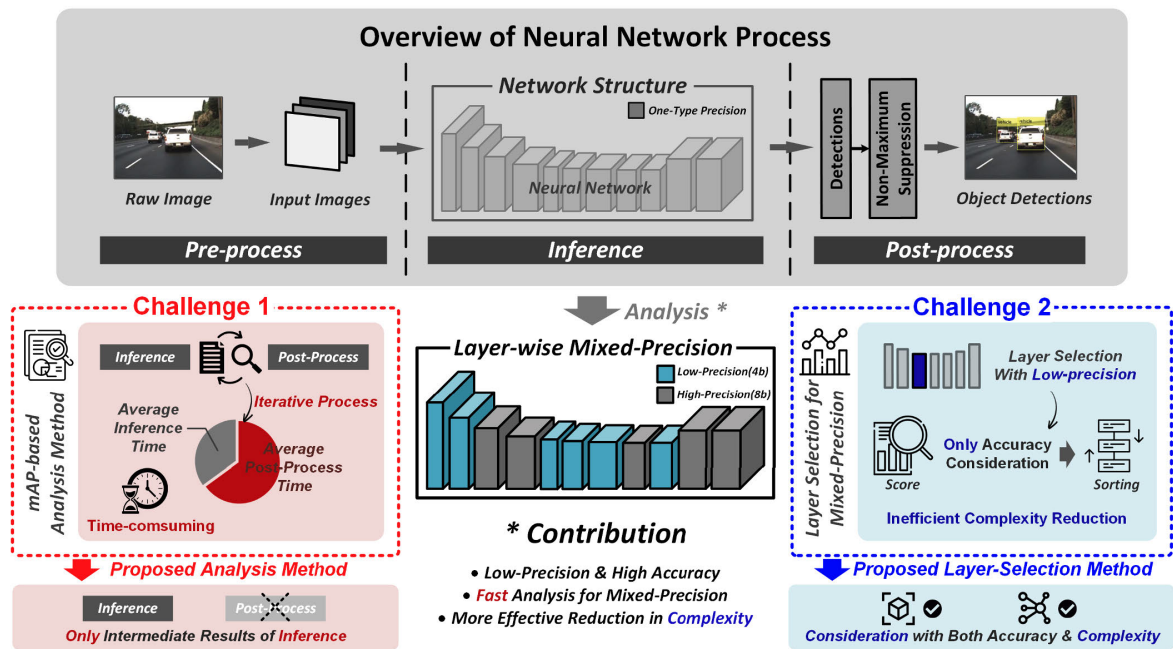 Overview of Neural Network Process
Raw Image
Input Images
Pre-process
Network Structure
One-Type Precision
Neural Network
Inference
Detections
Non-Maximum
Suppression
Object Detections
Post-process
Challenge 1
mAP-based
Analysis Method
Inference
Post-Process
Iterative Process
Average
Inference
Time
Average
Post-Process
Time
Time-comsuming
Proposed Analysis Method
Inference
Post-Process
Only Intermediate Results of Inference
Analysis *
Layer-wise Mixed-Precision
Low-Precision(4b)
High-Precision(8b)
* Contribution
• Low-Precision & High Accuracy
• Fast Analysis for Mixed-Precision
• More Effective Reduction in Complexity
Challenge 2
Layer Selection for
Mixed-Precision
Layer Selection
With Low-precision
Only Accuracy
Consideration
Score
Sorting
Inefficient Complexity Reduction
Proposed Layer-Selection Method
Consideration with Both Accuracy & Complexity